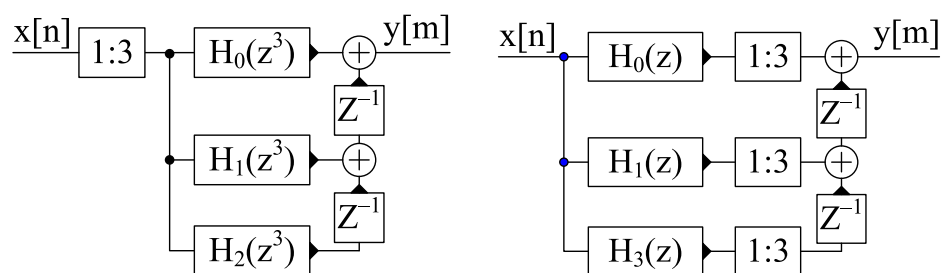 x[n] 1:3 H₀(z³) + y[m]
Z⁻¹
H₁(z³) +
Z⁻¹
H₂(z³)
x[n] H₀(z) 1:3 + y[m]
Z⁻¹
H₁(z) 1:3 +
Z⁻¹
H₃(z) 1:3